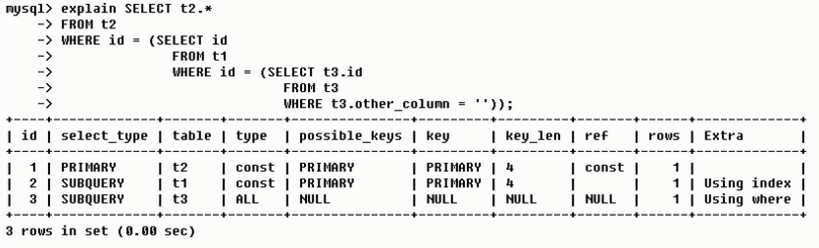 mysql> explain SELECT t2.*
    -> FROM t2
    -> WHERE id = (SELECT id
    ->             FROM t1
    ->             WHERE id = (SELECT t3.id
    ->                         FROM t3
    ->                         WHERE t3.other_column = ''));
+----+-------------+-------+-------+---------------+---------+---------+-------+------+-------------+
| id | select_type | table | type  | possible_keys | key     | key_len | ref   | rows | Extra       |
+----+-------------+-------+-------+---------------+---------+---------+-------+------+-------------+
|  1 | PRIMARY     | t2    | const | PRIMARY       | PRIMARY | 4       | const |    1 |             |
|  2 | SUBQUERY    | t1    | const | PRIMARY       | PRIMARY | 4       |       |    1 | Using index |
|  3 | SUBQUERY    | t3    | ALL   | NULL          | NULL    | NULL    | NULL  |    1 | Using where |
+----+-------------+-------+-------+---------------+---------+---------+-------+------+-------------+
3 rows in set (0.00 sec)